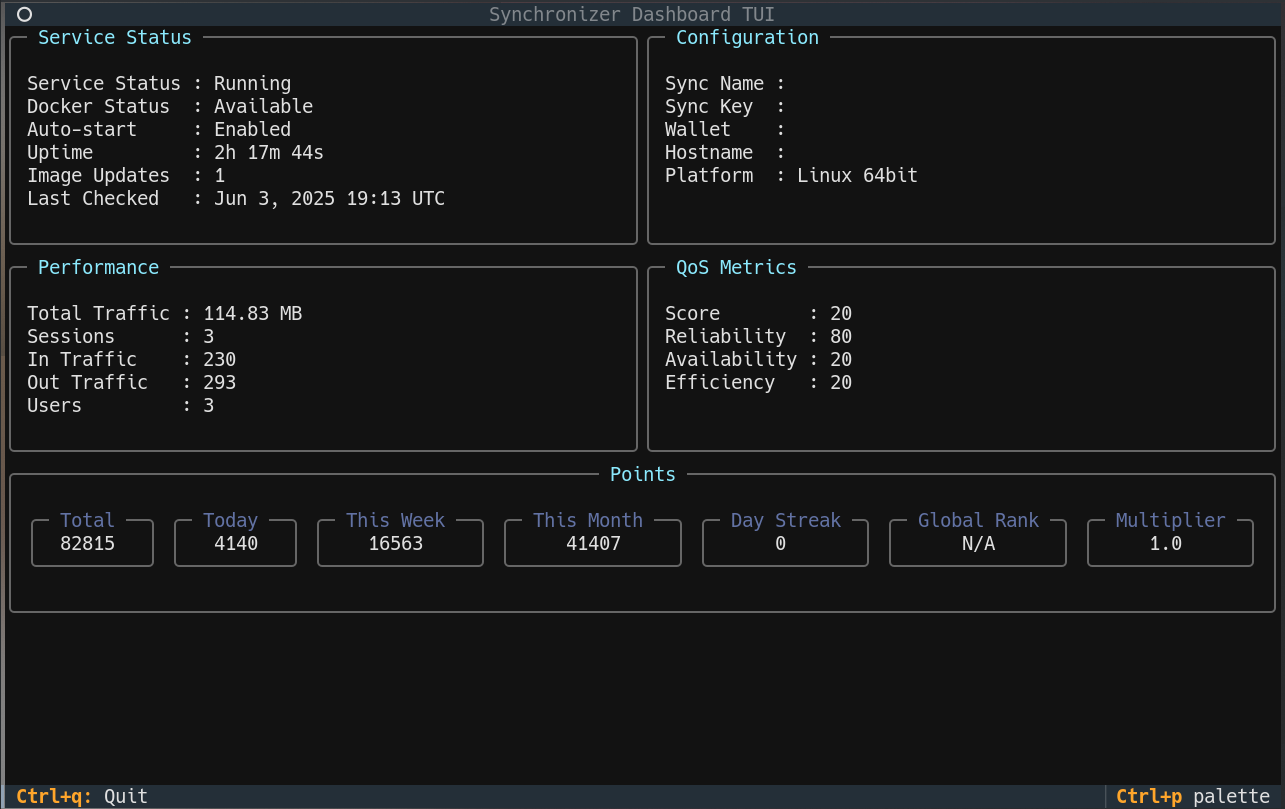 Synchronizer Dashboard TUI
Service Status
Service Status : Running
Docker Status : Available
Auto-start : Enabled
Uptime : 2h 17m 44s
Image Updates : 1
Last Checked : Jun 3, 2025 19:13 UTC
Configuration
Sync Name :
Sync Key :
Wallet :
Hostname :
Platform : Linux 64bit
Performance
Total Traffic : 114.83 MB
Sessions : 3
In Traffic : 230
Out Traffic : 293
Users : 3
QoS Metrics
Score : 20
Reliability : 80
Availability : 20
Efficiency : 20
Points
Total
82815
Today
4140
This Week
16563
This Month
41407
Day Streak
0
Global Rank
N/A
Multiplier
1.0
Ctrl+q: Quit
Ctrl+p palette